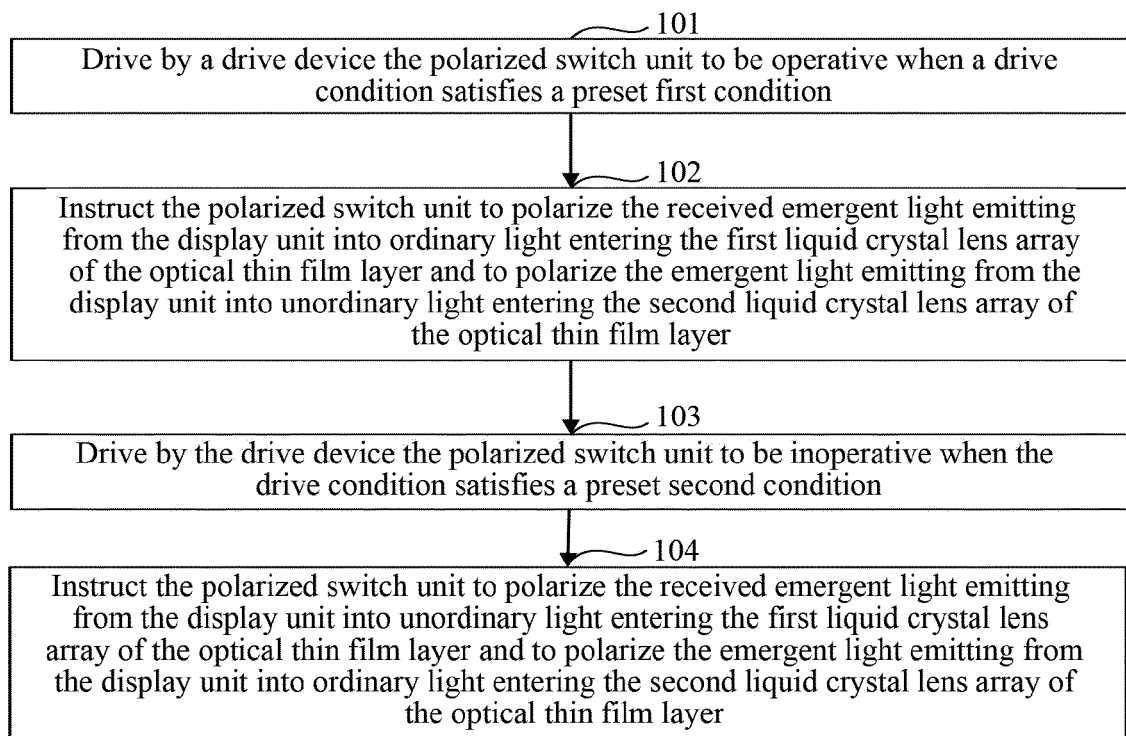 101
Drive by a drive device the polarized switch unit to be operative when a drive
condition satisfies a preset first condition
102
Instruct the polarized switch unit to polarize the received emergent light emitting
from the display unit into ordinary light entering the first liquid crystal lens array
of the optical thin film layer and to polarize the emergent light emitting from the
display unit into unordinary light entering the second liquid crystal lens array of
the optical thin film layer
103
Drive by the drive device the polarized switch unit to be inoperative when the
drive condition satisfies a preset second condition
104
Instruct the polarized switch unit to polarize the received emergent light emitting
from the display unit into unordinary light entering the first liquid crystal lens
array of the optical thin film layer and to polarize the emergent light emitting from
the display unit into ordinary light entering the second liquid crystal lens array of
the optical thin film layer